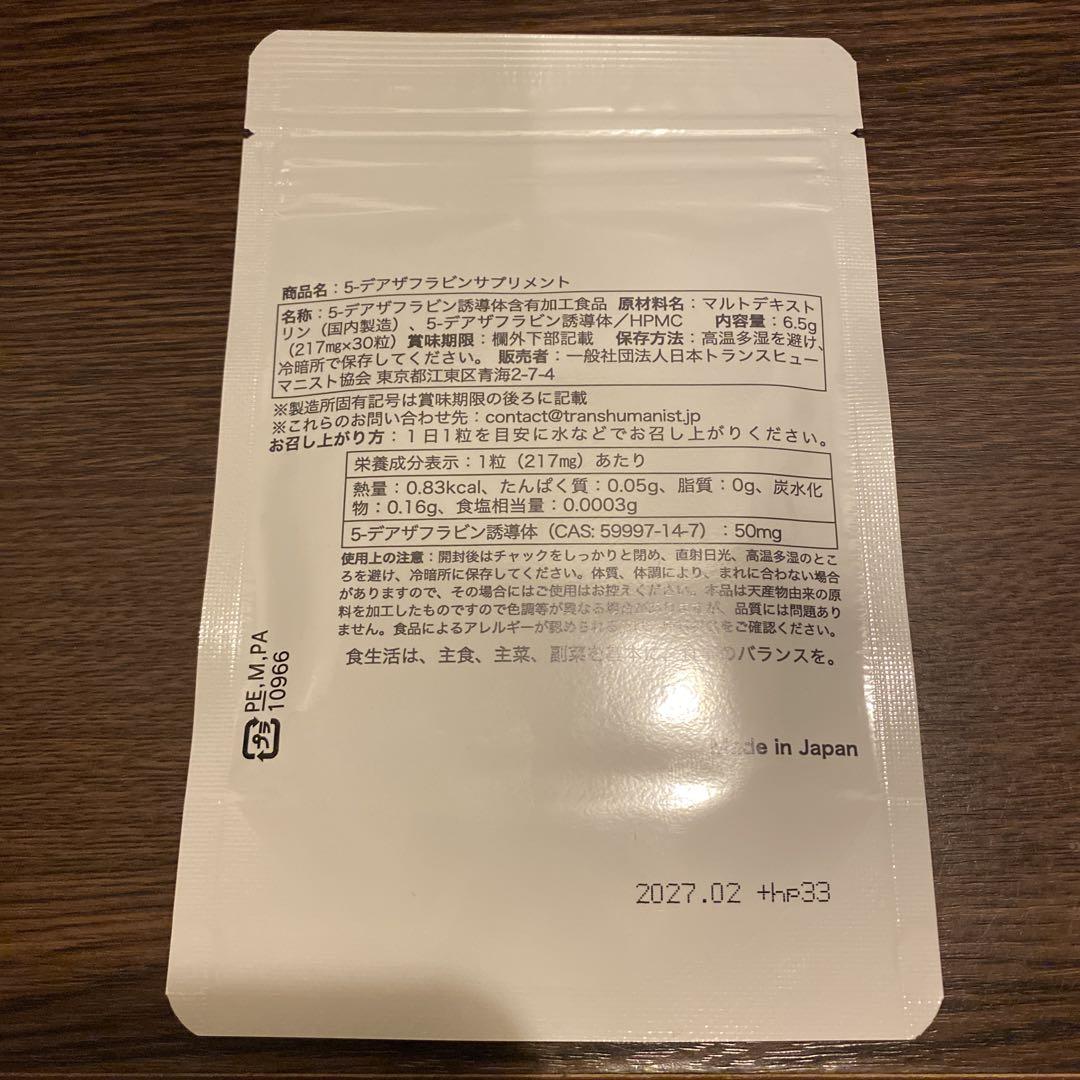 商品名：5-デアザフラビンサプリメント
名称：5-デアザフラビン誘導体含有加工食品 原材料名：マルトデキスト
リン（国内製造）、5-デアザフラビン誘導体／HPMC 内容量：6.5g
（217㎎×30粒）賞味期限：欄外下部記載 保存方法：高温多湿を避け、
冷暗所で保存してください。 販売者：一般社団法人日本トランスヒュー
マニスト協会 東京都江東区青海2-7-4
※製造所固有記号は賞味期限の後ろに記載
※これらのお問い合わせ先：contact@transhumanist.jp
お召し上がり方：1日1粒を目安に水などでお召し上がりください。
栄養成分表示：1粒（217㎎）あたり
熱量：0.83kcal、たんぱく質：0.05g、脂質：0g、炭水化
物：0.16g、食塩相当量：0.0003g
5-デアザフラビン誘導体（CAS: 59997-14-7）：50mg
使用上の注意：開封後はチャックをしっかりと閉め、直射日光、高温多湿のとこ
ろを避け、冷暗所に保存してください。体質、体調により、まれに合わない場合
がありますので、その場合にはご使用はお控えください。本品は天産物由来の原
料を加工したものですので色調等が異なる場合がありますが、品質には問題あり
ません。食品によるアレルギーが認められる をご確認ください。
食生活は、主食、主菜、副菜を のバランスを。
PE, M, PA
10966
プラ
Made in Japan
2027.02 thp33